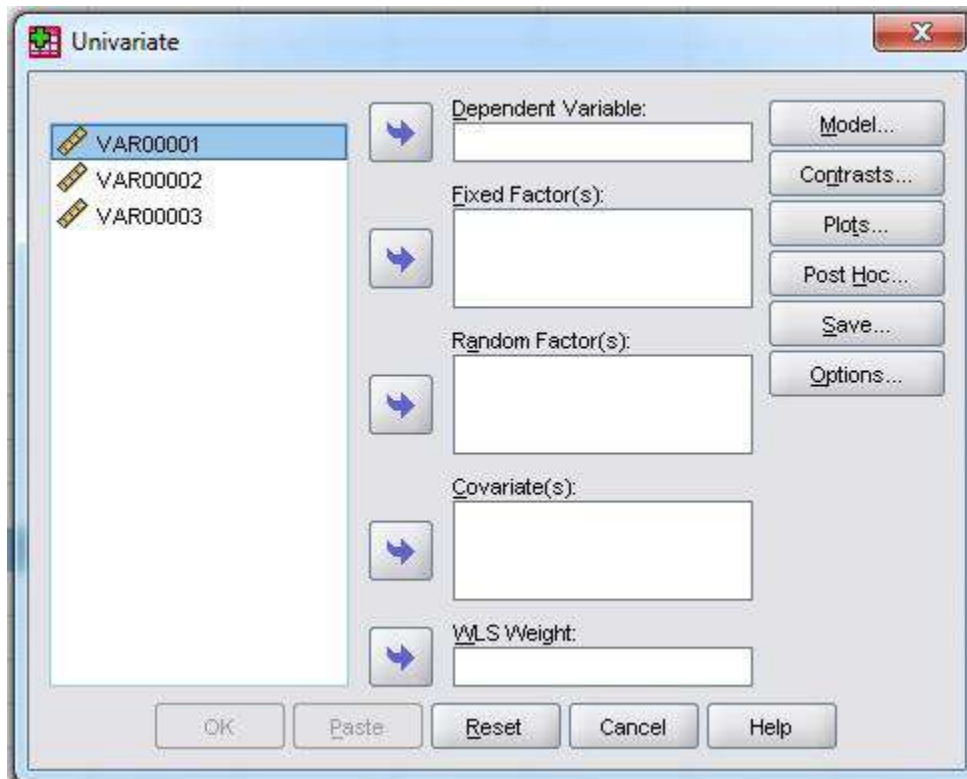 Univariate
VAR00001
VAR00002
VAR00003
Dependent Variable:
Fixed Factor(s):
Random Factor(s):
Covariate(s):
WLS Weight:
Model...
Contrasts...
Plots...
Post Hoc...
Save...
Options...
OK
Paste
Reset
Cancel
Help